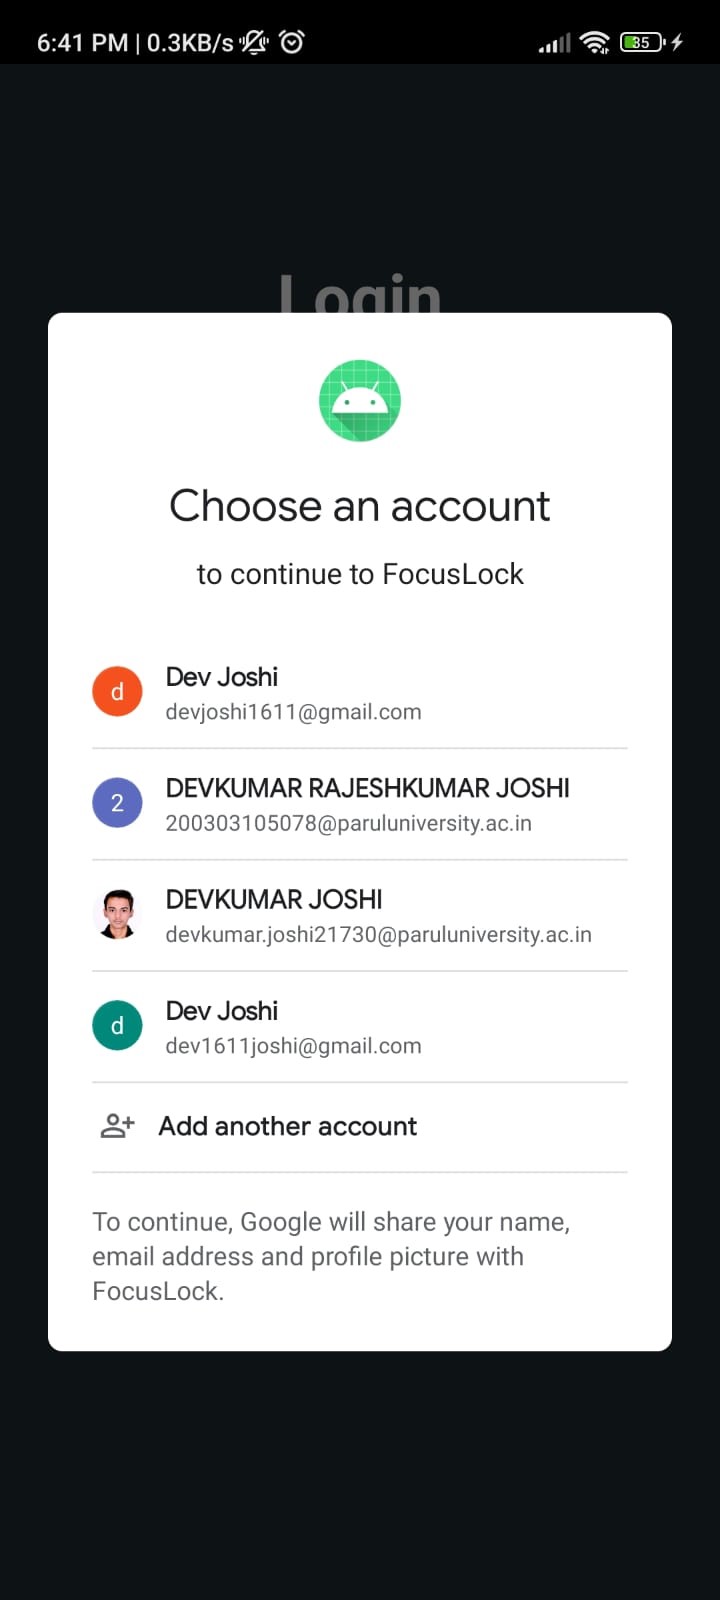 6:41 PM | 0.3KB/s 35
Login
Choose an account
to continue to FocusLock
d
Dev Joshi
devjoshi1611@gmail.com
2
DEVKUMAR RAJESHKUMAR JOSHI
200303105078@paruluniversity.ac.in
DEVKUMAR JOSHI
devkumar.joshi21730@paruluniversity.ac.in
d
Dev Joshi
dev1611joshi@gmail.com
Add another account
To continue, Google will share your name,
email address and profile picture with
FocusLock.